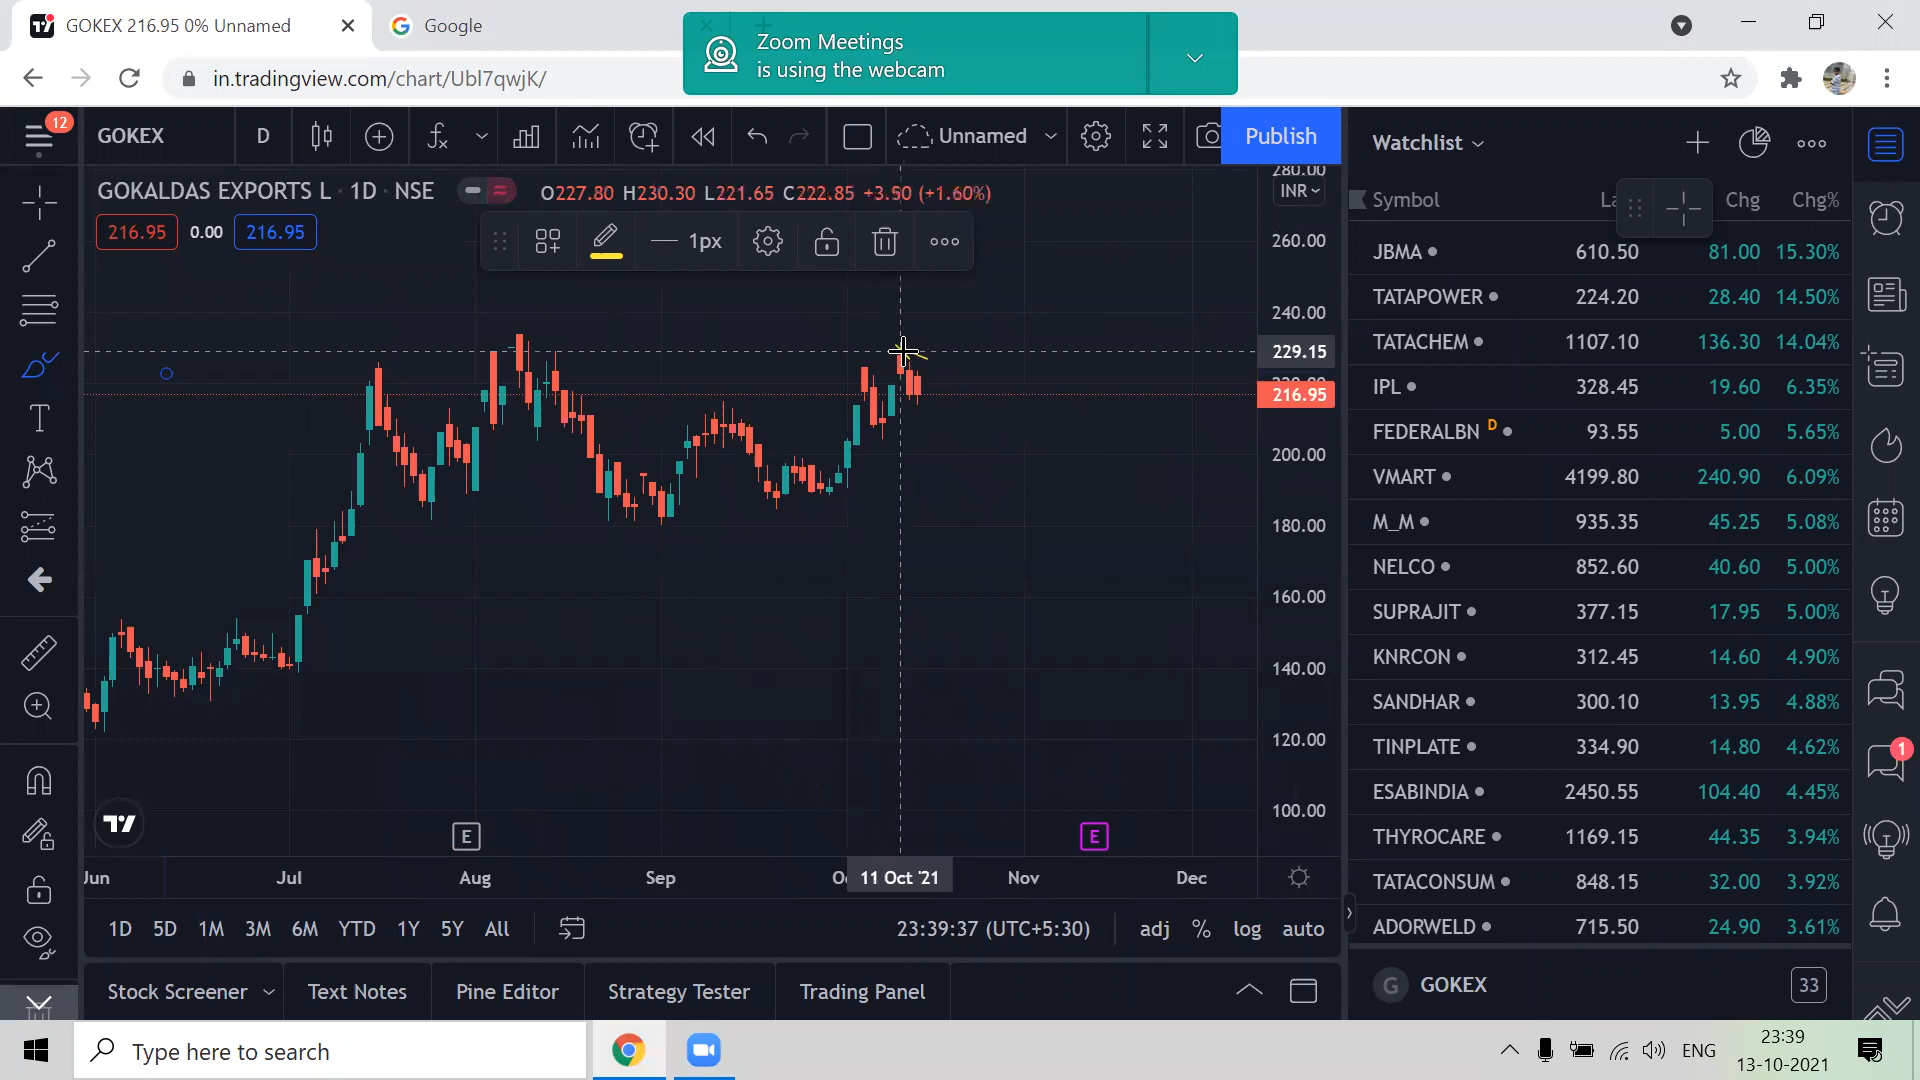 GOKEX 216.95 0% Unnamed
Google
Zoom Meetings
is using the webcam
in.tradingview.com/chart/Ubl7qwjK/
12
GOKEX
D
Unnamed
Publish
Watchlist
GOKALDAS EXPORTS L · 1D · NSE
O227.80 H230.30 L221.65 C222.85 +3.50 (+1.60%)
INR
216.95
0.00
216.95
1px
Symbol
Chg
Chg%
280.00
260.00
240.00
229.15
216.95
200.00
180.00
160.00
140.00
120.00
100.00
JBMA 610.50 81.00 15.30%
TATAPOWER 224.20 28.40 14.50%
TATACHEM 1107.10 136.30 14.04%
IPL 328.45 19.60 6.35%
FEDERALBN D 93.55 5.00 5.65%
VMART 4199.80 240.90 6.09%
M_M 935.35 45.25 5.08%
NELCO 852.60 40.60 5.00%
SUPRAJIT 377.15 17.95 5.00%
KNRCON 312.45 14.60 4.90%
SANDHAR 300.10 13.95 4.88%
TINPLATE 334.90 14.80 4.62%
ESABINDIA 2450.55 104.40 4.45%
THYROCARE 1169.15 44.35 3.94%
TATACONSUM 848.15 32.00 3.92%
ADORWELD 715.50 24.90 3.61%
1
E
E
Jun
Jul
Aug
Sep
11 Oct '21
Nov
Dec
1D 5D 1M 3M 6M YTD 1Y 5Y All
23:39:37 (UTC+5:30)
adj % log auto
Stock Screener
Text Notes
Pine Editor
Strategy Tester
Trading Panel
G GOKEX
33
Type here to search
ENG
23:39
13-10-2021